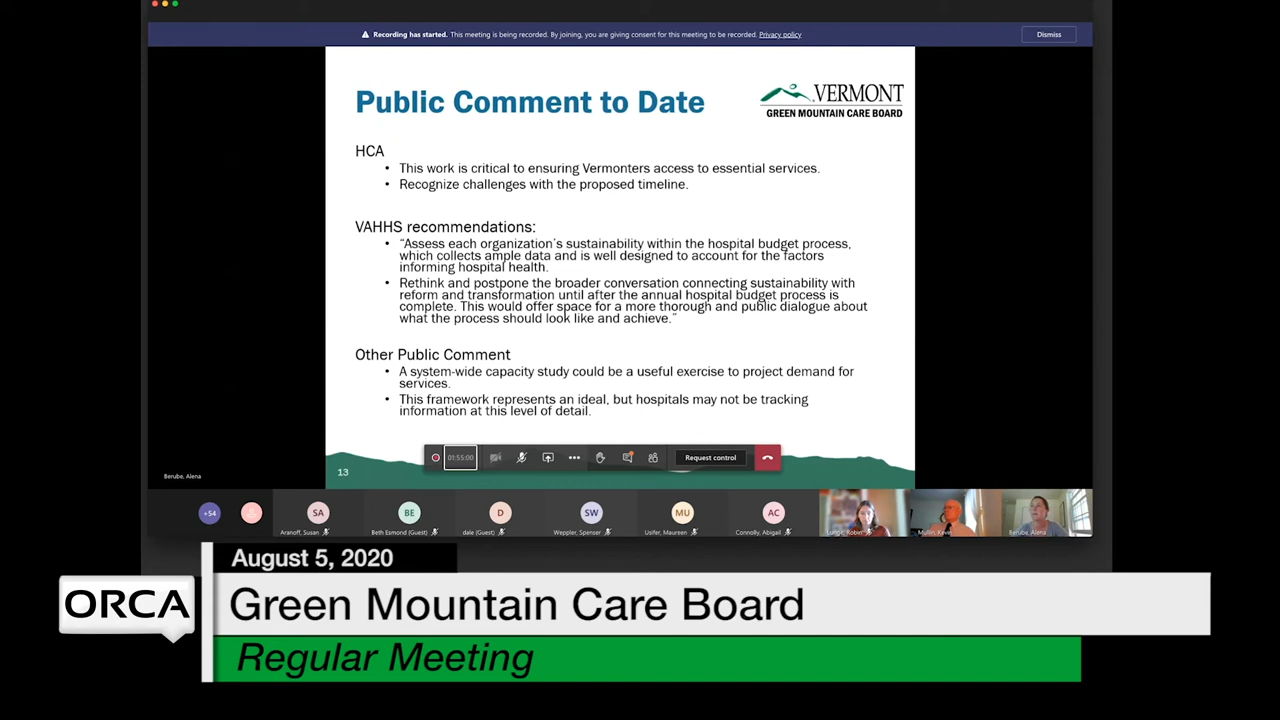 Recording has started. This meeting is being recorded. By joining, you are giving consent for this meeting to be recorded. Privacy policy
Dismiss
Public Comment to Date
VERMONT
GREEN MOUNTAIN CARE BOARD
HCA
• This work is critical to ensuring Vermonters access to essential services.
• Recognize challenges with the proposed timeline.
VAHHS recommendations:
• “Assess each organization's sustainability within the hospital budget process,
which collects ample data and is well designed to account for the factors
informing hospital health.
• Rethink and postpone the broader conversation connecting sustainability with
reform and transformation until after the annual hospital budget process is
complete. This would offer space for a more thorough and public dialogue about
what the process should look like and achieve.”
Other Public Comment
• A system-wide capacity study could be a useful exercise to project demand for
services.
• This framework represents an ideal, but hospitals may not be tracking
information at this level of detail.
01:55:00
Request control
13
Berube, Alena
+54
SA
BE
D
SW
MU
AC
Aranoff, Susan
Beth Esmond (Guest)
dale (Guest)
Weppler, Spenser
Usifer, Maureen
Connolly, Abigail
Lunge, Robin
Mullin, Kevin
Berube, Alena
August 5, 2020
ORCA
Green Mountain Care Board
Regular Meeting